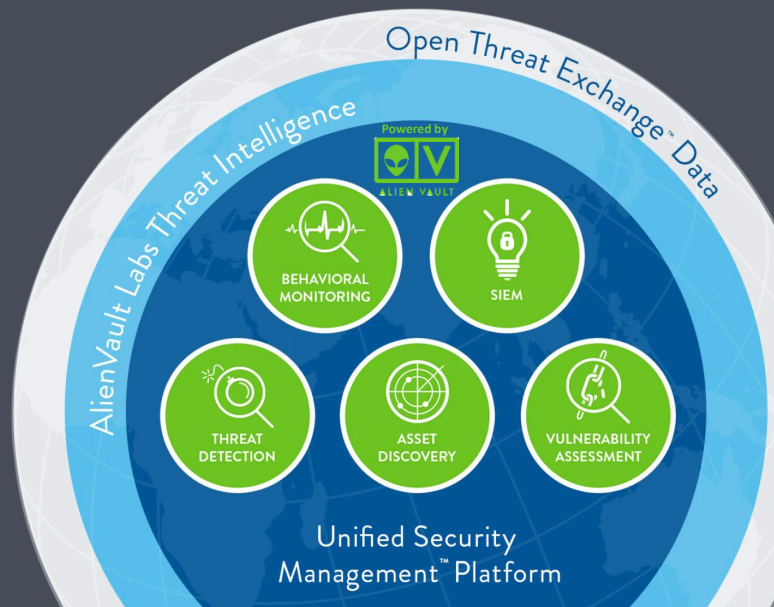 Open Threat Exchange™ Data
AlienVault Labs Threat Intelligence
Powered by
V
ALIEN VAULT
BEHAVIORAL
MONITORING
SIEM
THREAT
DETECTION
ASSET
DISCOVERY
VULNERABILITY
ASSESSMENT
Unified Security
Management™ Platform